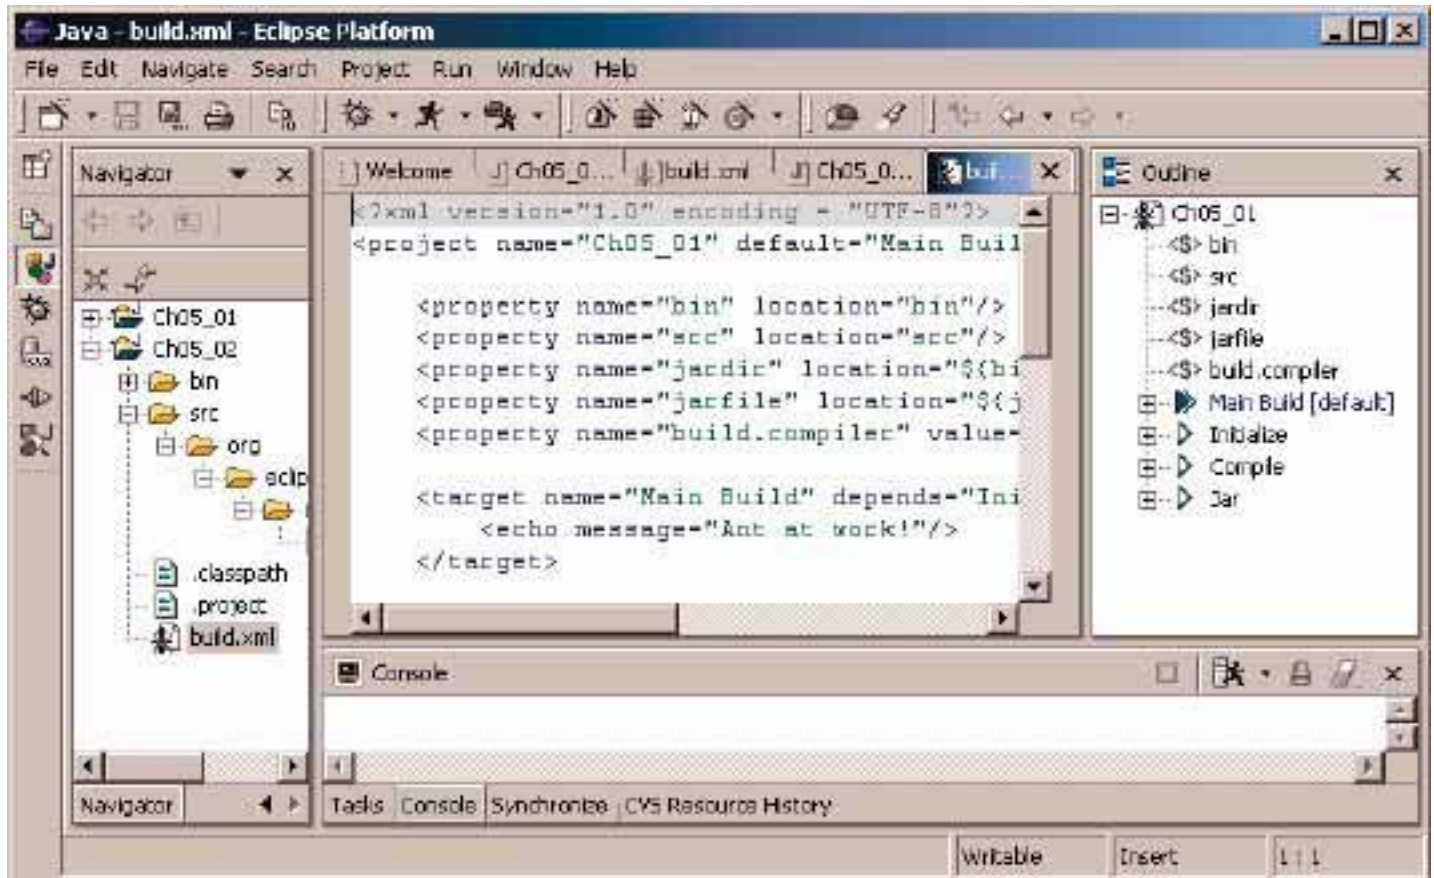 Java - build.xml - Eclipse Platform
File Edit Navigate Search Project Run Window Help
Navigator
Ch05_01
Ch05_02
bin
src
org
eclip
.classpath
.project
build.xml
Navigator
Welcome Ch05_0... build.xml Ch05_0... bui...
<?xml version="1.0" encoding = "UTF-8"?>
<project name="Ch05_01" default="Main Buil
<property name="bin" location="bin"/>
<property name="src" location="src"/>
<property name="jardir" location="${bi
<property name="jarfile" location="${j
<property name="build.compiler" value=
<target name="Main Build" depends="Ini
<echo message="Ant at work!"/>
</target>
Outline
Ch05_01
<S> bin
<S> src
<S> jardir
<S> jarfile
<S> build.compiler
Main Build [default]
Initialize
Compile
Jar
Console
Tasks Console Synchronize CVS Resource History
Writable Insert 1 : 1